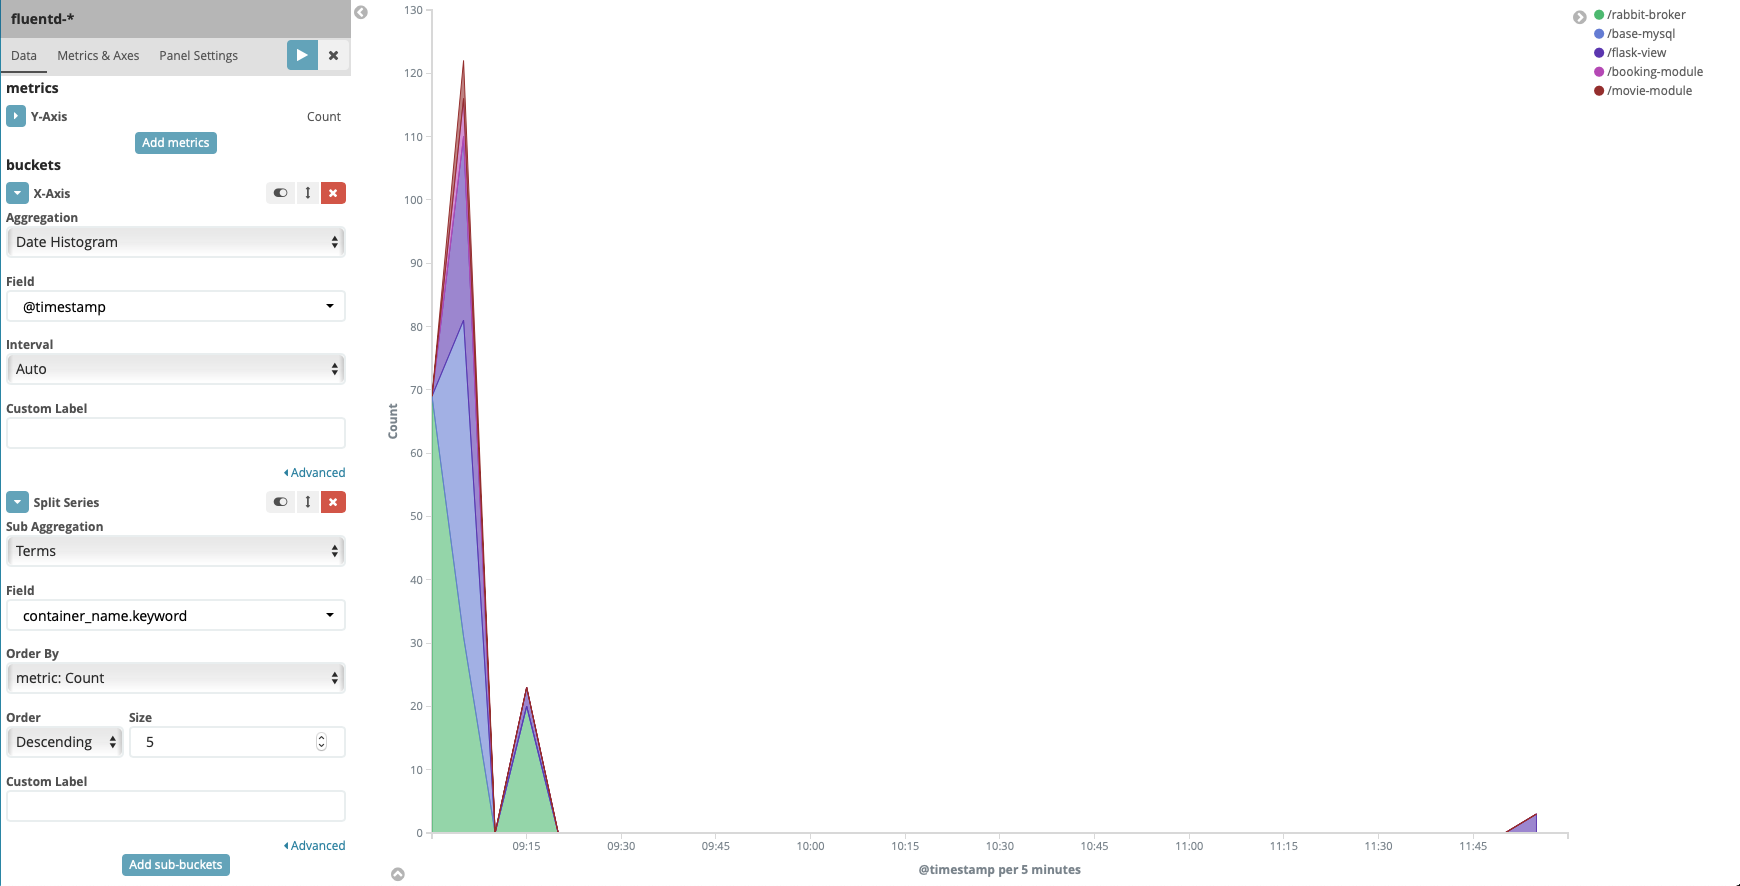 fluentd-*
Data Metrics & Axes Panel Settings
metrics
Y-Axis Count
Add metrics
buckets
X-Axis
Aggregation
Date Histogram
Field
@timestamp
Interval
Auto
Custom Label
Advanced
Split Series
Sub Aggregation
Terms
Field
container_name.keyword
Order By
metric: Count
Order Size
Descending 5
Custom Label
Advanced
Add sub-buckets
130
120
110
100
90
80
70
60
50
40
30
20
10
0
Count
09:15 09:30 09:45 10:00 10:15 10:30 10:45 11:00 11:15 11:30 11:45
@timestamp per 5 minutes
/rabbit-broker
/base-mysql
/flask-view
/booking-module
/movie-module